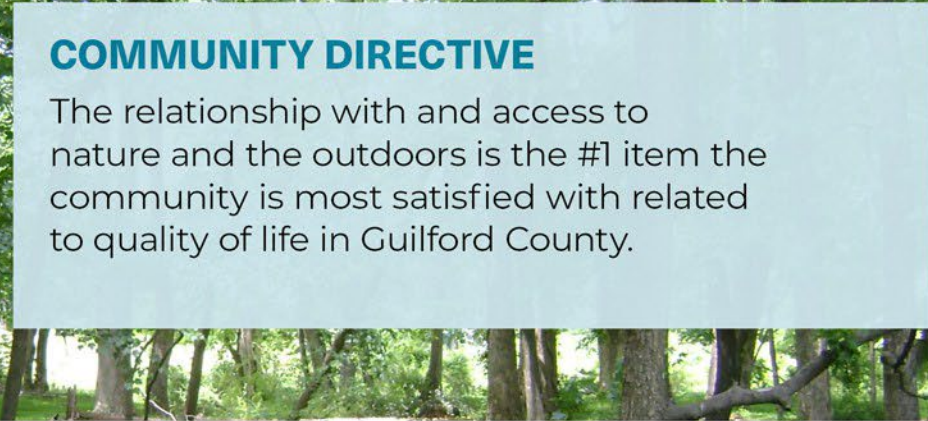 COMMUNITY DIRECTIVE
The relationship with and access to
nature and the outdoors is the #1 item the
community is most satisfied with related
to quality of life in Guilford County.